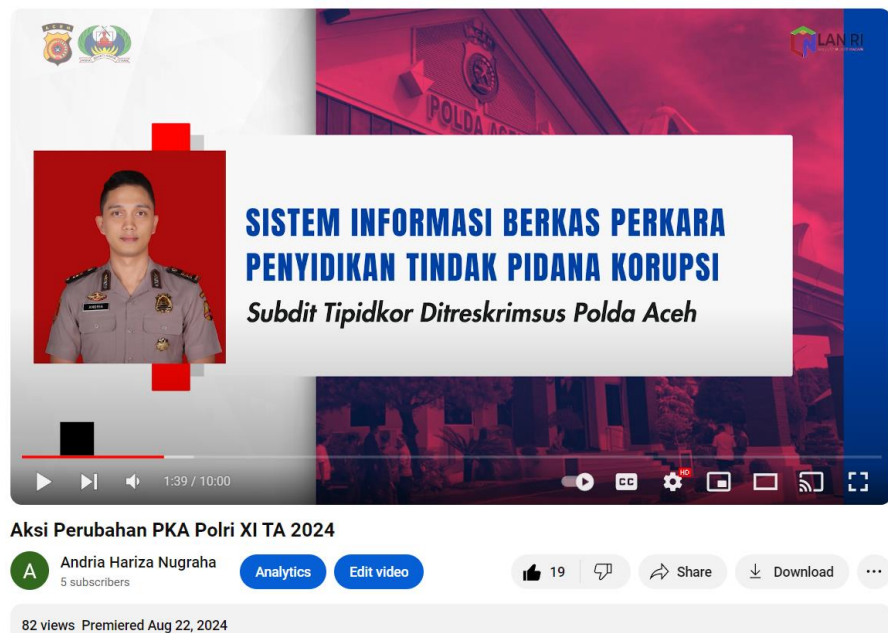 LAN RI
POLDA ACEH
SISTEM INFORMASI BERKAS PERKARA
PENYIDIKAN TINDAK PIDANA KORUPSI
Subdit Tipidkor Ditreskrimsus Polda Aceh
1:39 / 10:00
CC
HD
Aksi Perubahan PKA Polri XI TA 2024
A
Andria Hariza Nugraha
5 subscribers
Analytics
Edit video
19
Share
Download
82 views Premiered Aug 22, 2024